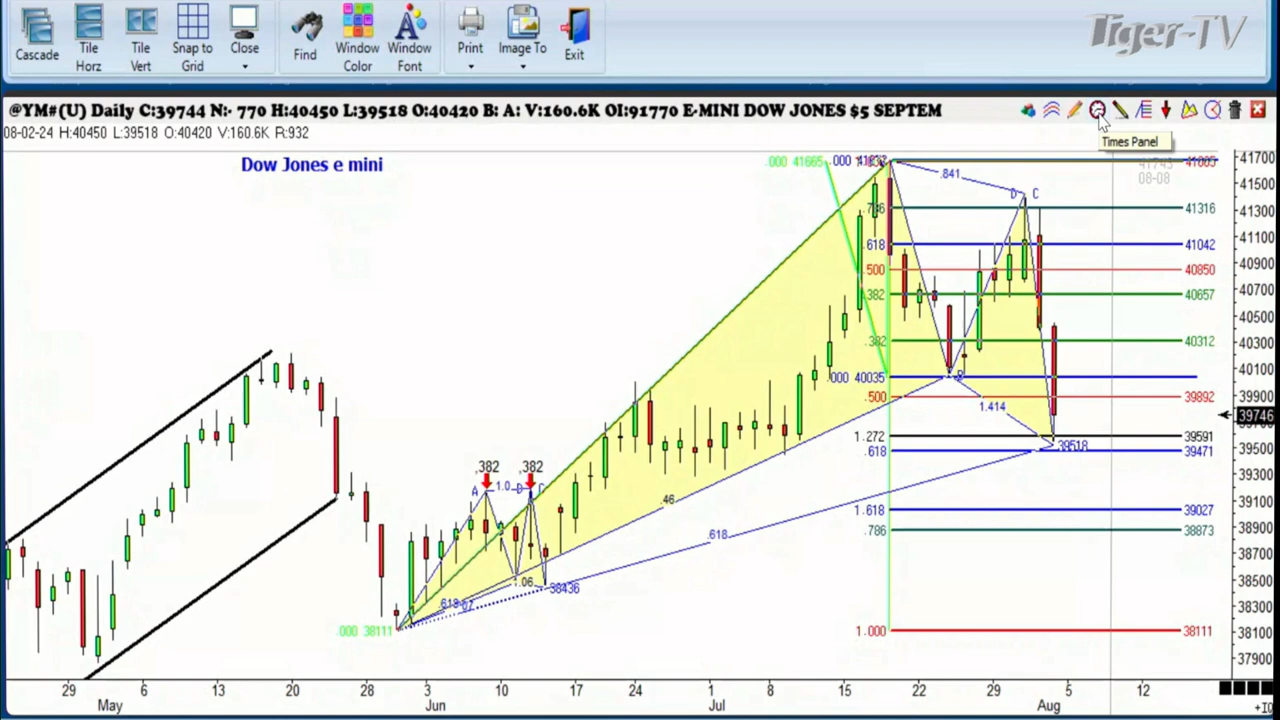 Cascade
Tile Horz
Tile Vert
Snap to Grid
Close
Find
Window Color
Window Font
Print
Image To
Exit
Tiger-TV
@YM#(U) Daily C:39744 N:- 770 H:40450 L:39518 O:40420 B: A: V:160.6K OI:91770 E-MINI DOW JONES $5 SEPTEM
08-02-24 H:40450 L:39518 O:40420 V:160.6K R:932
Times Panel
Dow Jones e mini
.000 41665
.841
D C
08-08
41700
41500
41316
41300
.618
41042
41100
.500
40850
40900
.382
40657
40700
40500
.382
40312
40300
.000 40035
40100
.500
39892
39900
1.414
39746
1.272
39591
39518
39500
.618
39471
39300
.382
.382
A
1.0
D
C
.46
39100
1.618
39027
.786
38873
38900
.618
38700
1.06
38436
38500
.618
38300
.000 38111
1.000
38111
38100
37900
29 6 13 20 28 3 10 17 24 1 8 15 22 29 5 12
May Jun Jul Aug